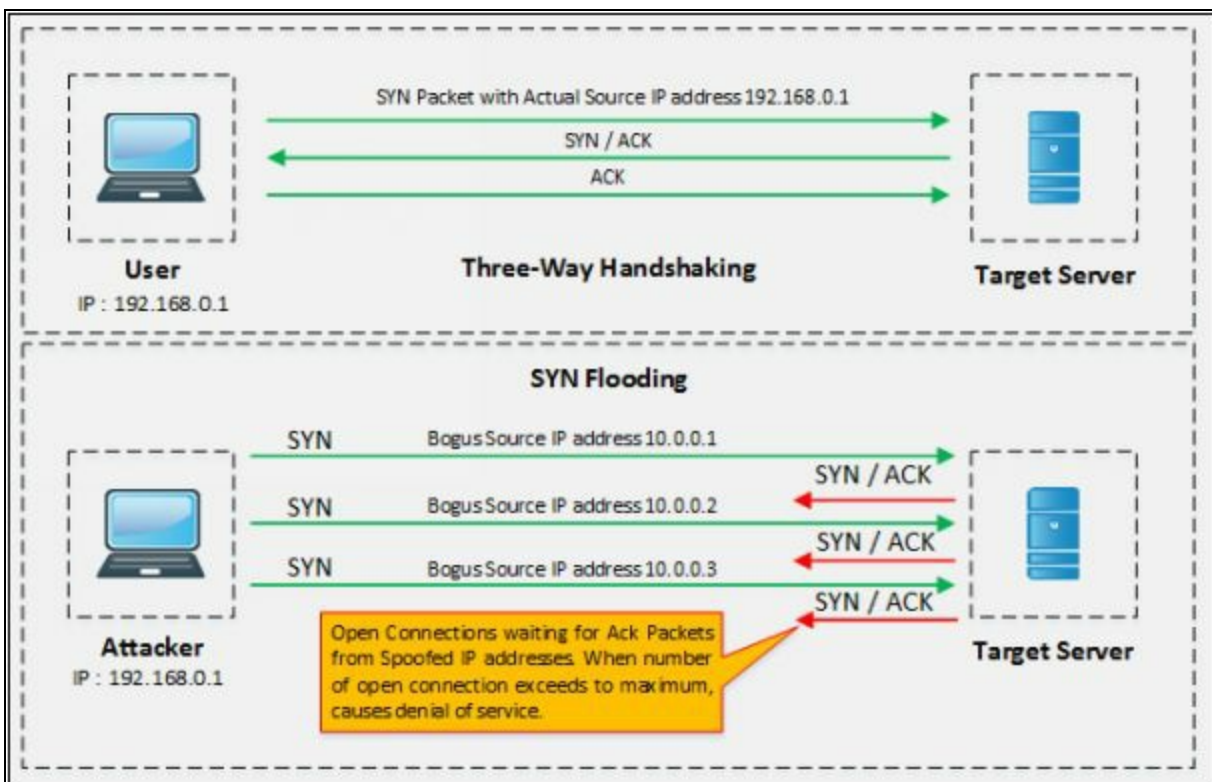 SYN Packet with Actual Source IP address 192.168.0.1
SYN / ACK
ACK
User
IP : 192.168.0.1
Three-Way Handshaking
Target Server
SYN Flooding
SYN Bogus Source IP address 10.0.0.1
SYN / ACK
SYN Bogus Source IP address 10.0.0.2
SYN / ACK
SYN Bogus Source IP address 10.0.0.3
SYN / ACK
Attacker
IP : 192.168.0.1
Open Connections waiting for Ack Packets
from Spoofed IP addresses. When number
of open connection exceeds to maximum,
causes denial of service.
Target Server